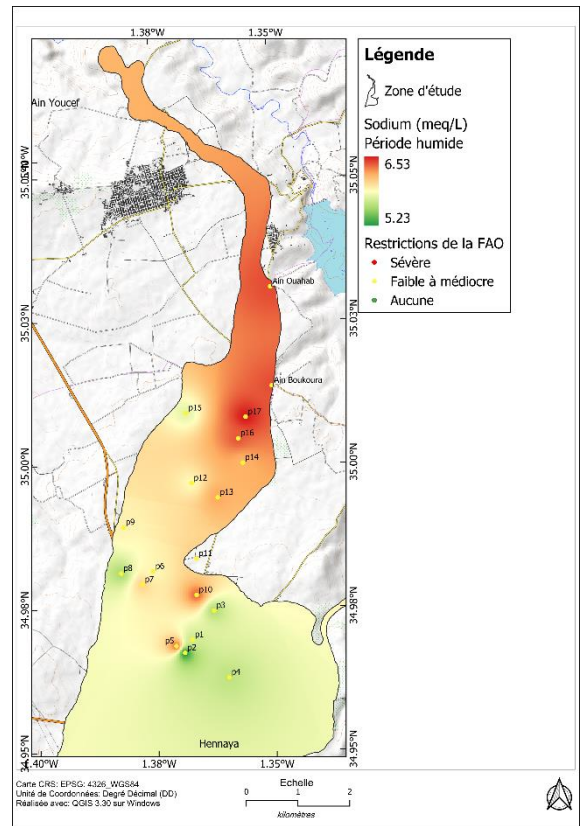 1.38°W
1.35°W
Légende
Zone d'étude
Sodium (meq/L)
Période humide
6.53
5.23
Restrictions de la FAO
Sévère
Faible à médiocre
Aucune
Ain Youcef
35.05°N
35.03°N
35.03°N
35.00°N
35.00°N
34.98°N
34.98°N
34.95°N
34.95°N
Ain Ouahab
Ain Boukoura
p15
p17
p16
p14
p12
p13
p9
p11
p8
p6
p7
p10
p3
p1
p5
p2
p4
Hennaya
1.40°W
1.38°W
1.35°W
Carte CRS: EPSG: 4326_WGS84
Unité de Coordonnées: Degré Décimal (DD)
Réalisée avec: QGIS 3.30 sur Windows
Echelle
0 1 2
kilomètres